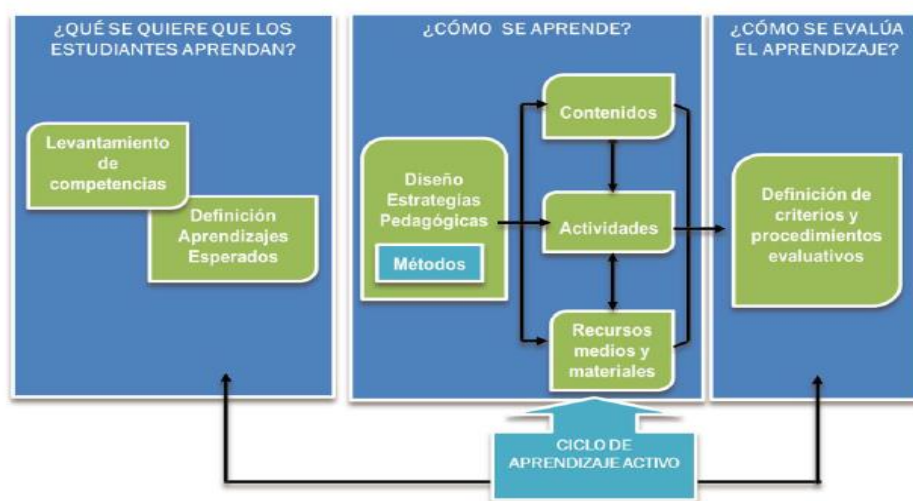 ¿QUÉ SE QUIERE QUE LOS
ESTUDIANTES APRENDAN?
Levantamiento
de
competencias
Definición
Aprendizajes
Esperados
¿CÓMO SE APRENDE?
Diseño
Estrategias
Pedagógicas
Métodos
Contenidos
Actividades
Recursos
medios y
materiales
¿CÓMO SE EVALÚA
EL APRENDIZAJE?
Definición de
criterios y
procedimientos
evaluativos
CICLO DE
APRENDIZAJE ACTIVO